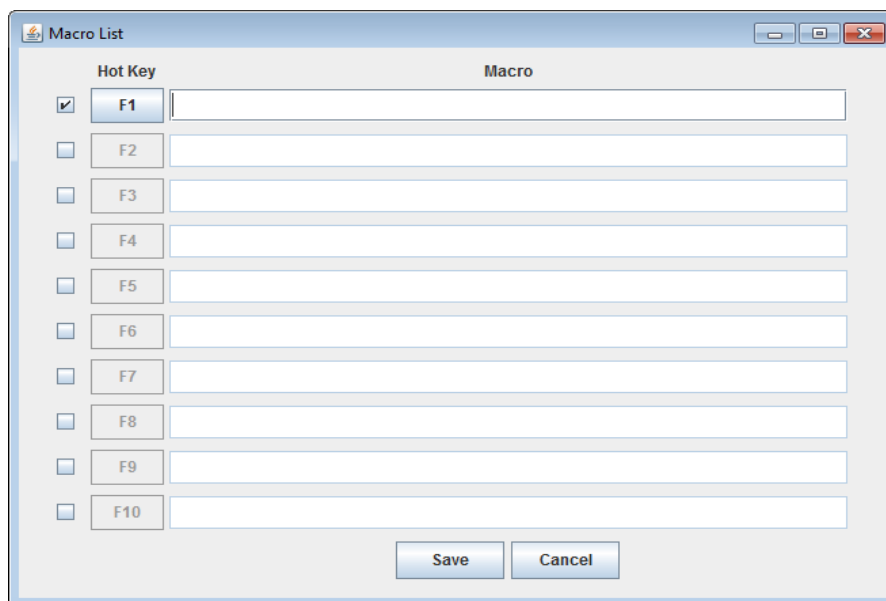 Macro List
Hot Key Macro
F1
F2
F3
F4
F5
F6
F7
F8
F9
F10
Save Cancel